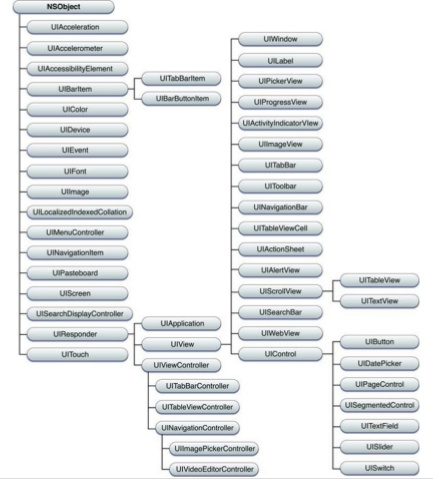 NSObject
UIAcceleration
UIAccelerometer
UIAccessibilityElement
UIBarItem
UITabBarItem
UIBarButtonItem
UIColor
UIDevice
UIEvent
UIFont
UIImage
UILocalizedIndexedCollation
UIMenuController
UINavigationItem
UIPasteboard
UIScreen
UISearchDisplayController
UIResponder
UITouch
UIApplication
UIView
UIViewController
UITabBarController
UITableViewController
UINavigationController
UIImagePickerController
UIVideoEditorController
UIWindow
UILabel
UIPickerView
UIProgressView
UIActivityIndicatorView
UIImageView
UITabBar
UIToolbar
UINavigationBar
UITableViewCell
UIActionSheet
UIAlertView
UIScrollView
UITableView
UITextView
UISearchBar
UIWebView
UIControl
UIButton
UIDatePicker
UIPageControl
UISegmentedControl
UITextField
UISlider
UISwitch